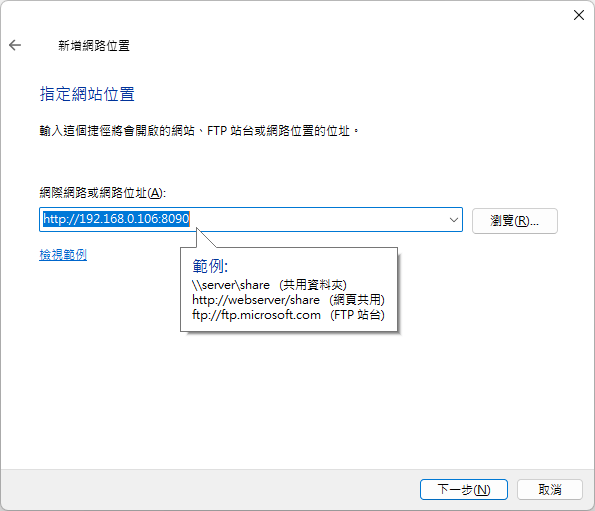 新增網路位置
指定網站位置
輸入這個捷徑將會開啟的網站、FTP 站台或網路位置的位址。
網際網路或網路位址(A):
http://192.168.0.106:8090
瀏覽(R)...
檢視範例
範例:
\\server\share (共用資料夾)
http://webserver/share (網頁共用)
ftp://ftp.microsoft.com (FTP 站台)
下一步(N)
取消